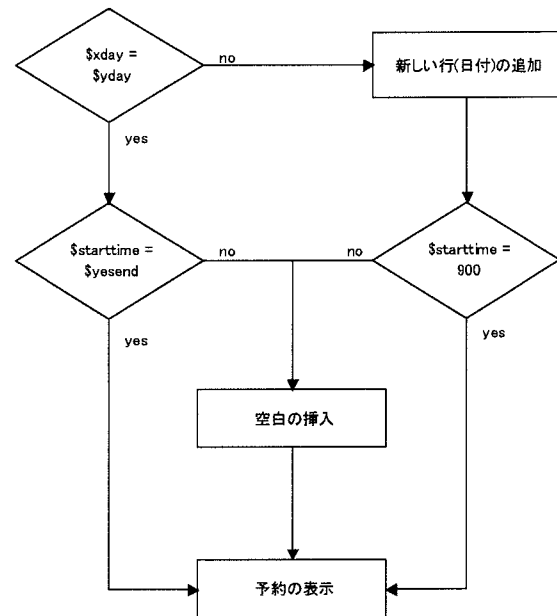 $xday =
$yday
no
新しい行(日付)の追加
yes
$starttime =
$yesend
no
no
$starttime =
900
yes
yes
空白の挿入
予約の表示